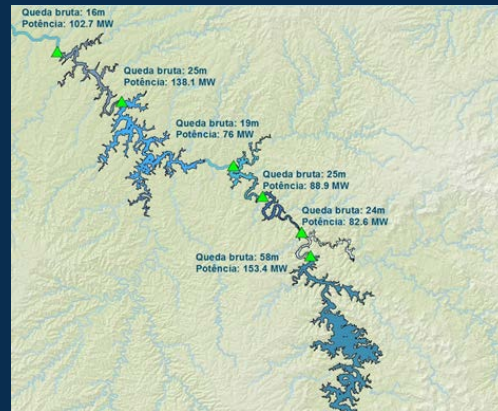 Queda bruta: 16m
Potência: 102.7 MW
Queda bruta: 25m
Potência: 138.1 MW
Queda bruta: 19m
Potência: 76 MW
Queda bruta: 25m
Potência: 88.9 MW
Queda bruta: 24m
Potência: 82.6 MW
Queda bruta: 58m
Potência: 153.4 MW